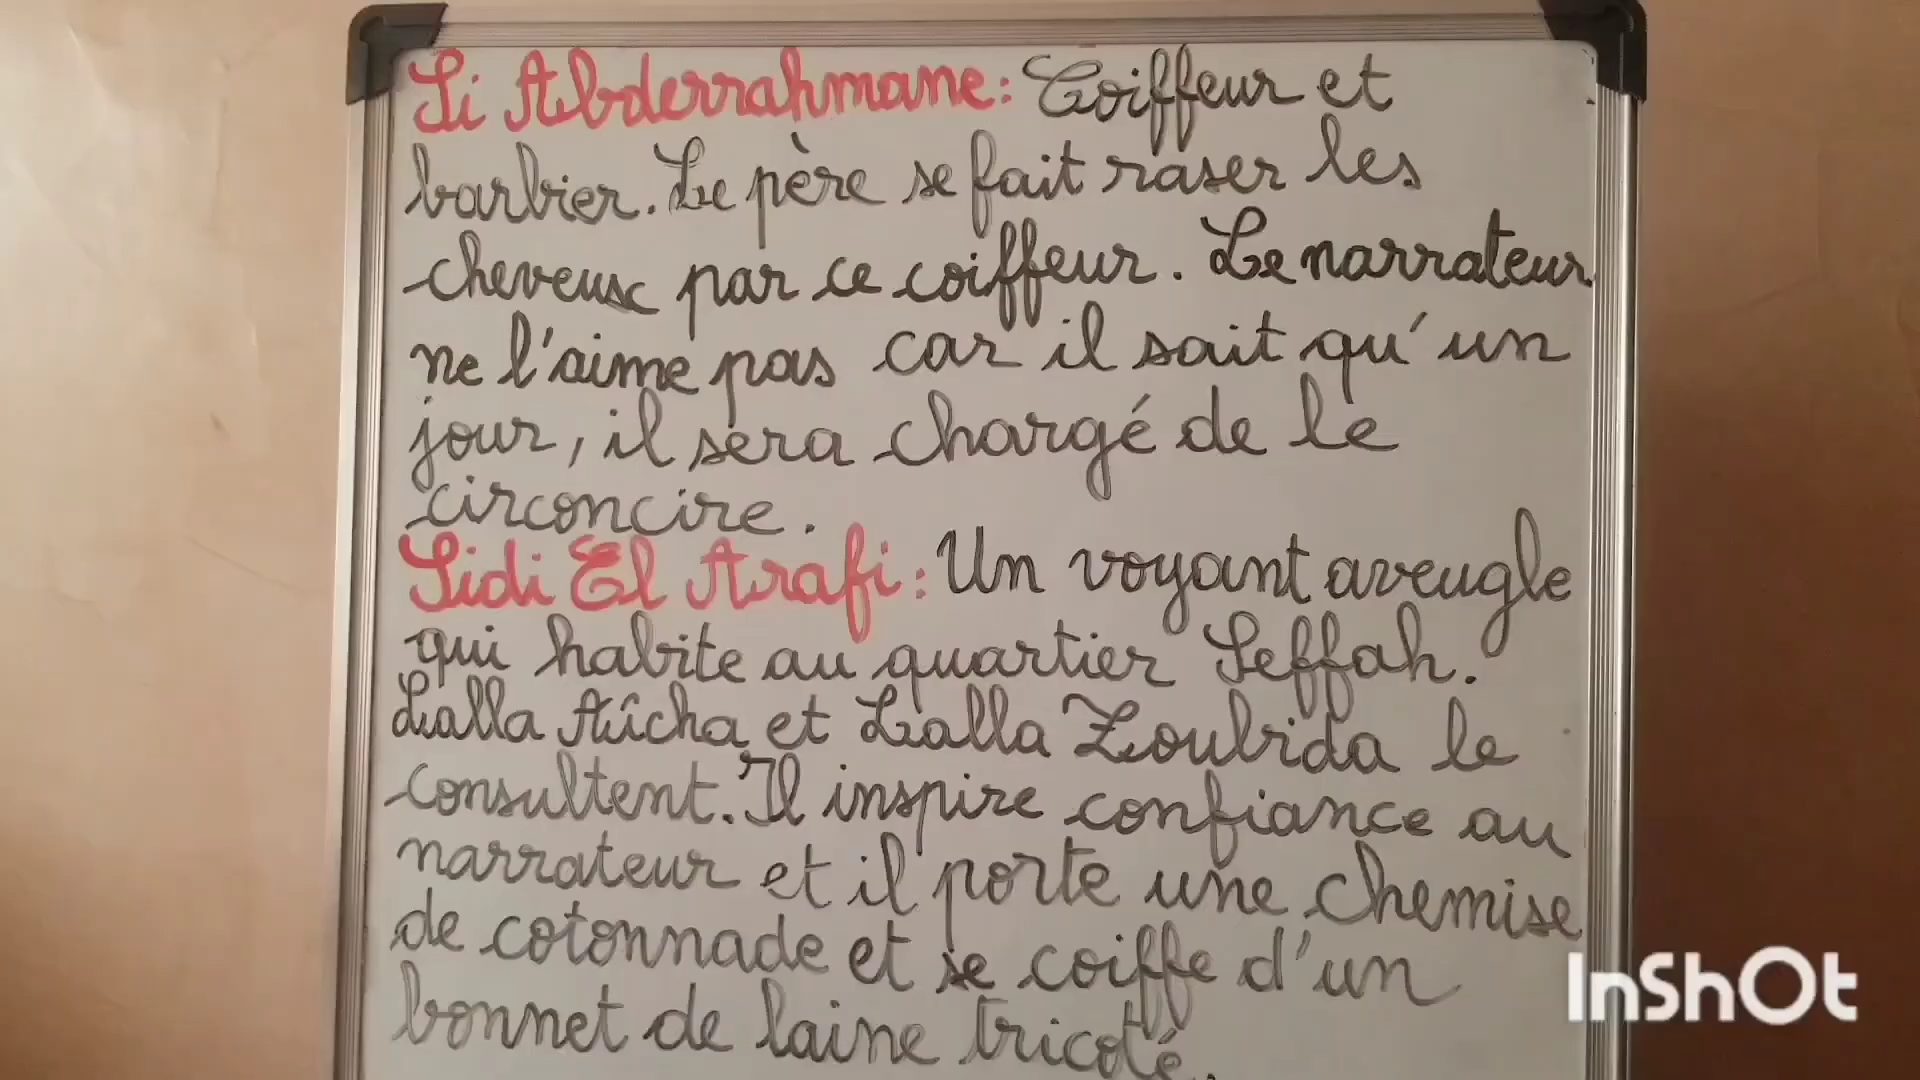 Si Abderrahmane: Coiffeur et
barbier. Le père se fait raser les
cheveux par ce coiffeur. Le narrateur
ne l'aime pas car il sait qu'un
jour, il sera chargé de le
circoncire.
Sidi El Arafi: Un voyant aveugle
qui habite au quartier Seffah.
Lalla Aîcha et Lalla Zoubida le
consultent. Il inspire confiance au
narrateur et il porte une chemise
de cotonnade et se coiffe d'un
bonnet de laine tricoté.
InShOt